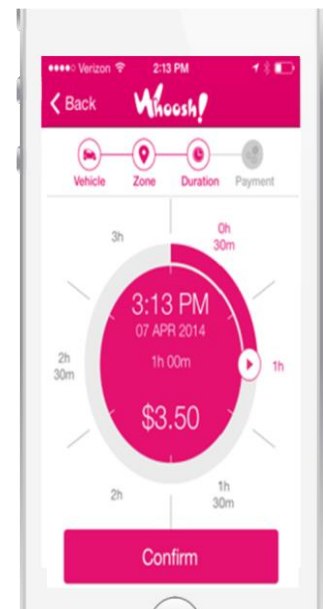 Verizon 2:13 PM
Back Whoosh!
Vehicle Zone Duration Payment
3h
0h
30m
3:13 PM
07 APR 2014
1h 00m
$3.50
2h
30m
1h
2h
1h
30m
Confirm